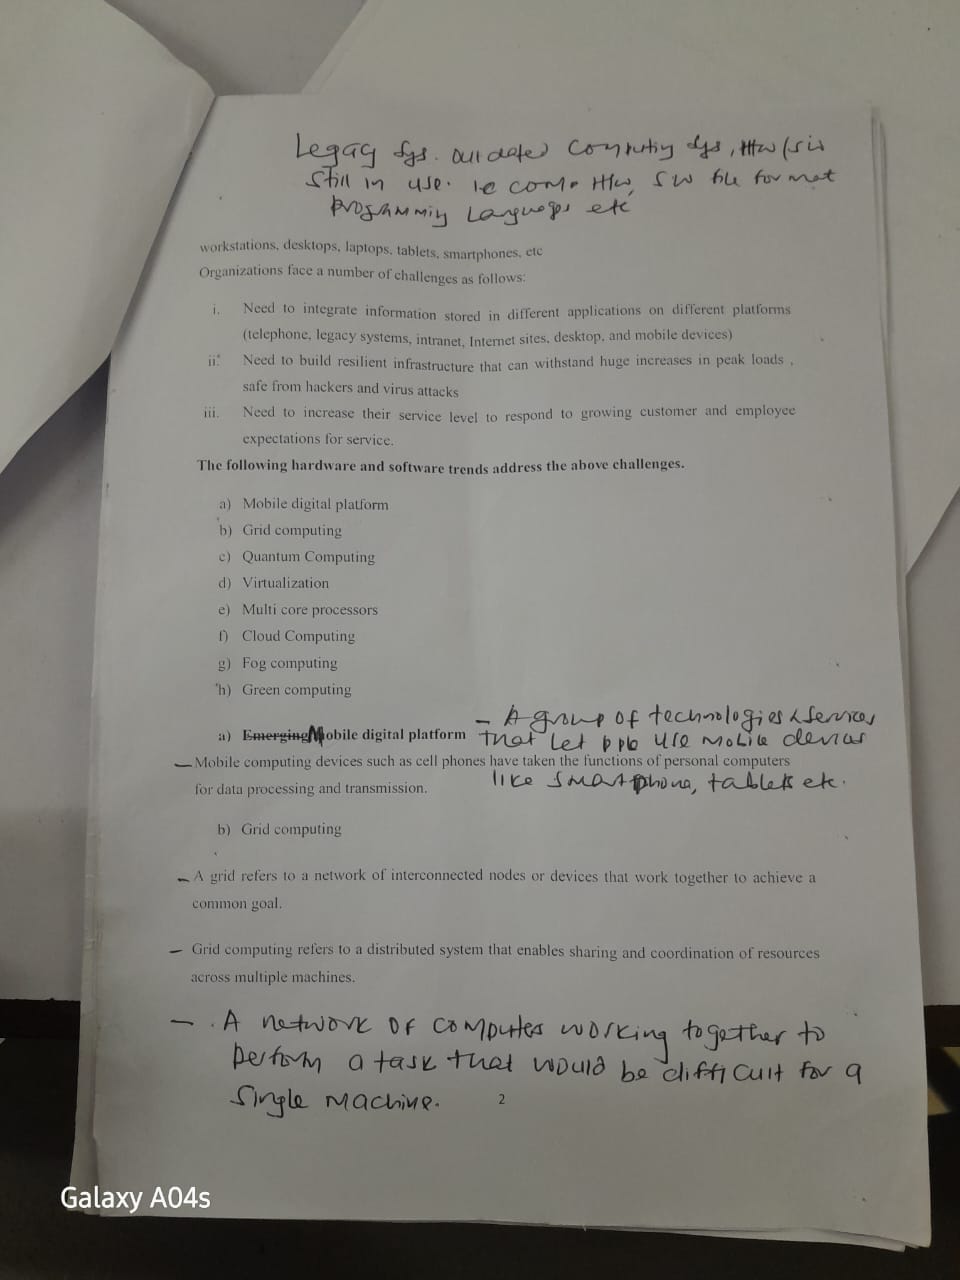 Legacy Sys. Outdated Computing Sys, Htw/s is
Still in use. ie comp Htw, SW file format
Programming Languages etc
workstations, desktops, laptops, tablets, smartphones, etc
Organizations face a number of challenges as follows:
i. Need to integrate information stored in different applications on different platforms
(telephone, legacy systems, intranet, Internet sites, desktop, and mobile devices)
ii. Need to build resilient infrastructure that can withstand huge increases in peak loads ,
safe from hackers and virus attacks
iii. Need to increase their service level to respond to growing customer and employee
expectations for service.
The following hardware and software trends address the above challenges.
a) Mobile digital platform
b) Grid computing
c) Quantum Computing
d) Virtualization
e) Multi core processors
f) Cloud Computing
g) Fog computing
h) Green computing
– A group of technologies & services
a) Emerging Mobile digital platform that let ppl use mobile devices
– Mobile computing devices such as cell phones have taken the functions of personal computers
like Smartphone, tablets etc.
for data processing and transmission.
b) Grid computing
– A grid refers to a network of interconnected nodes or devices that work together to achieve a
common goal.
– Grid computing refers to a distributed system that enables sharing and coordination of resources
across multiple machines.
– A network of computers working together to
perform a task that would be difficult for a
Single Machine.
2
Galaxy A04s